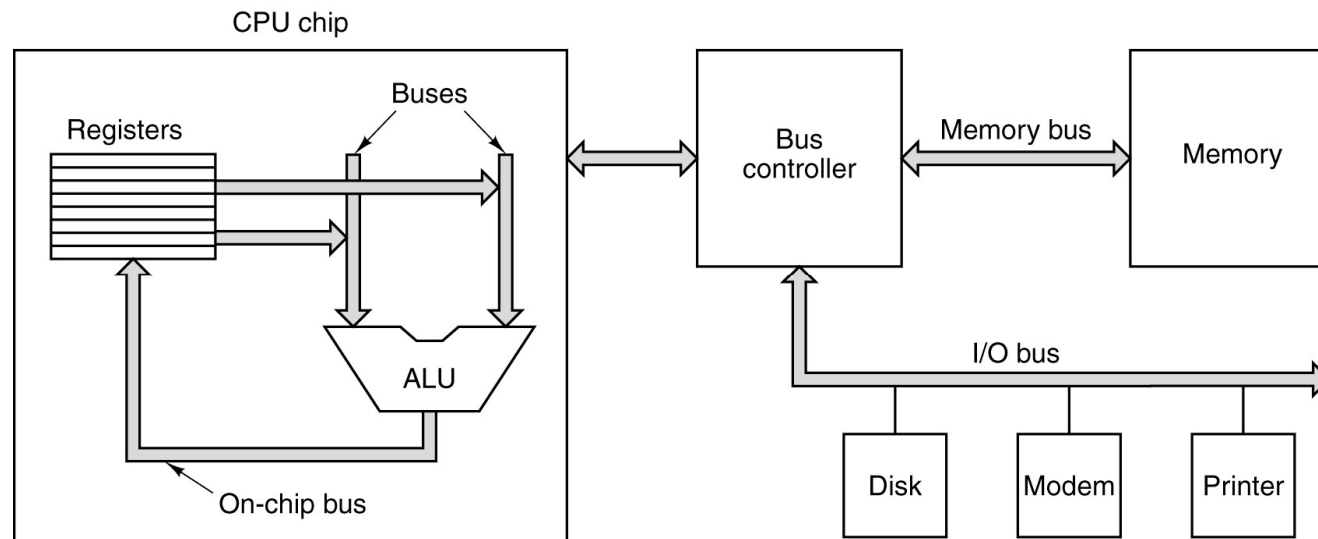 CPU chip
Buses
Registers
ALU
On-chip bus
Bus
controller
Memory bus
Memory
I/O bus
Disk
Modem
Printer